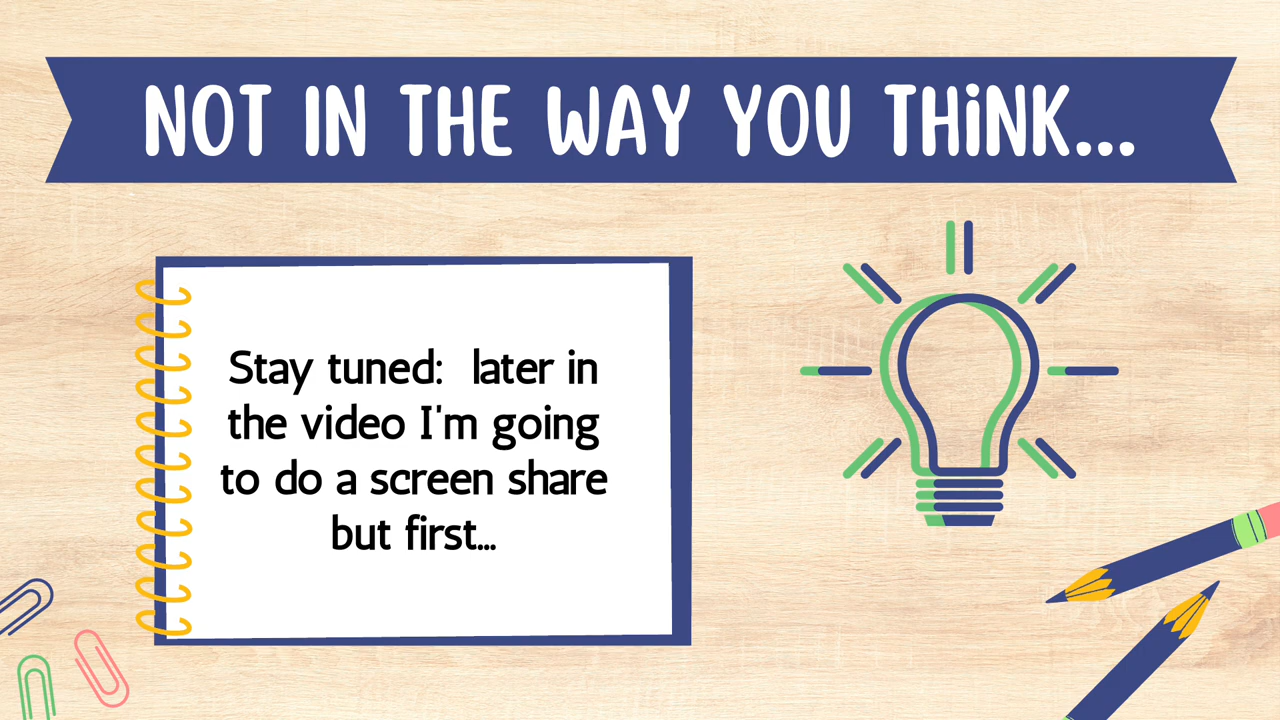 NOT IN THE WAY YOU THiNK...
Stay tuned:  later in
the video I'm going
to do a screen share
but first...